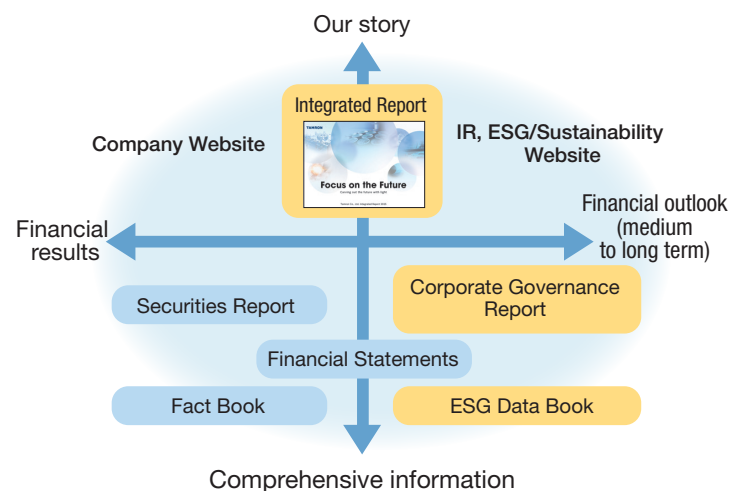 Our story
Integrated Report
TAMRON
Focus on the Future
Company Website
IR, ESG/Sustainability
Website
Financial
results
Financial outlook
(medium
to long term)
Securities Report
Corporate Governance
Report
Financial Statements
Fact Book
ESG Data Book
Comprehensive information